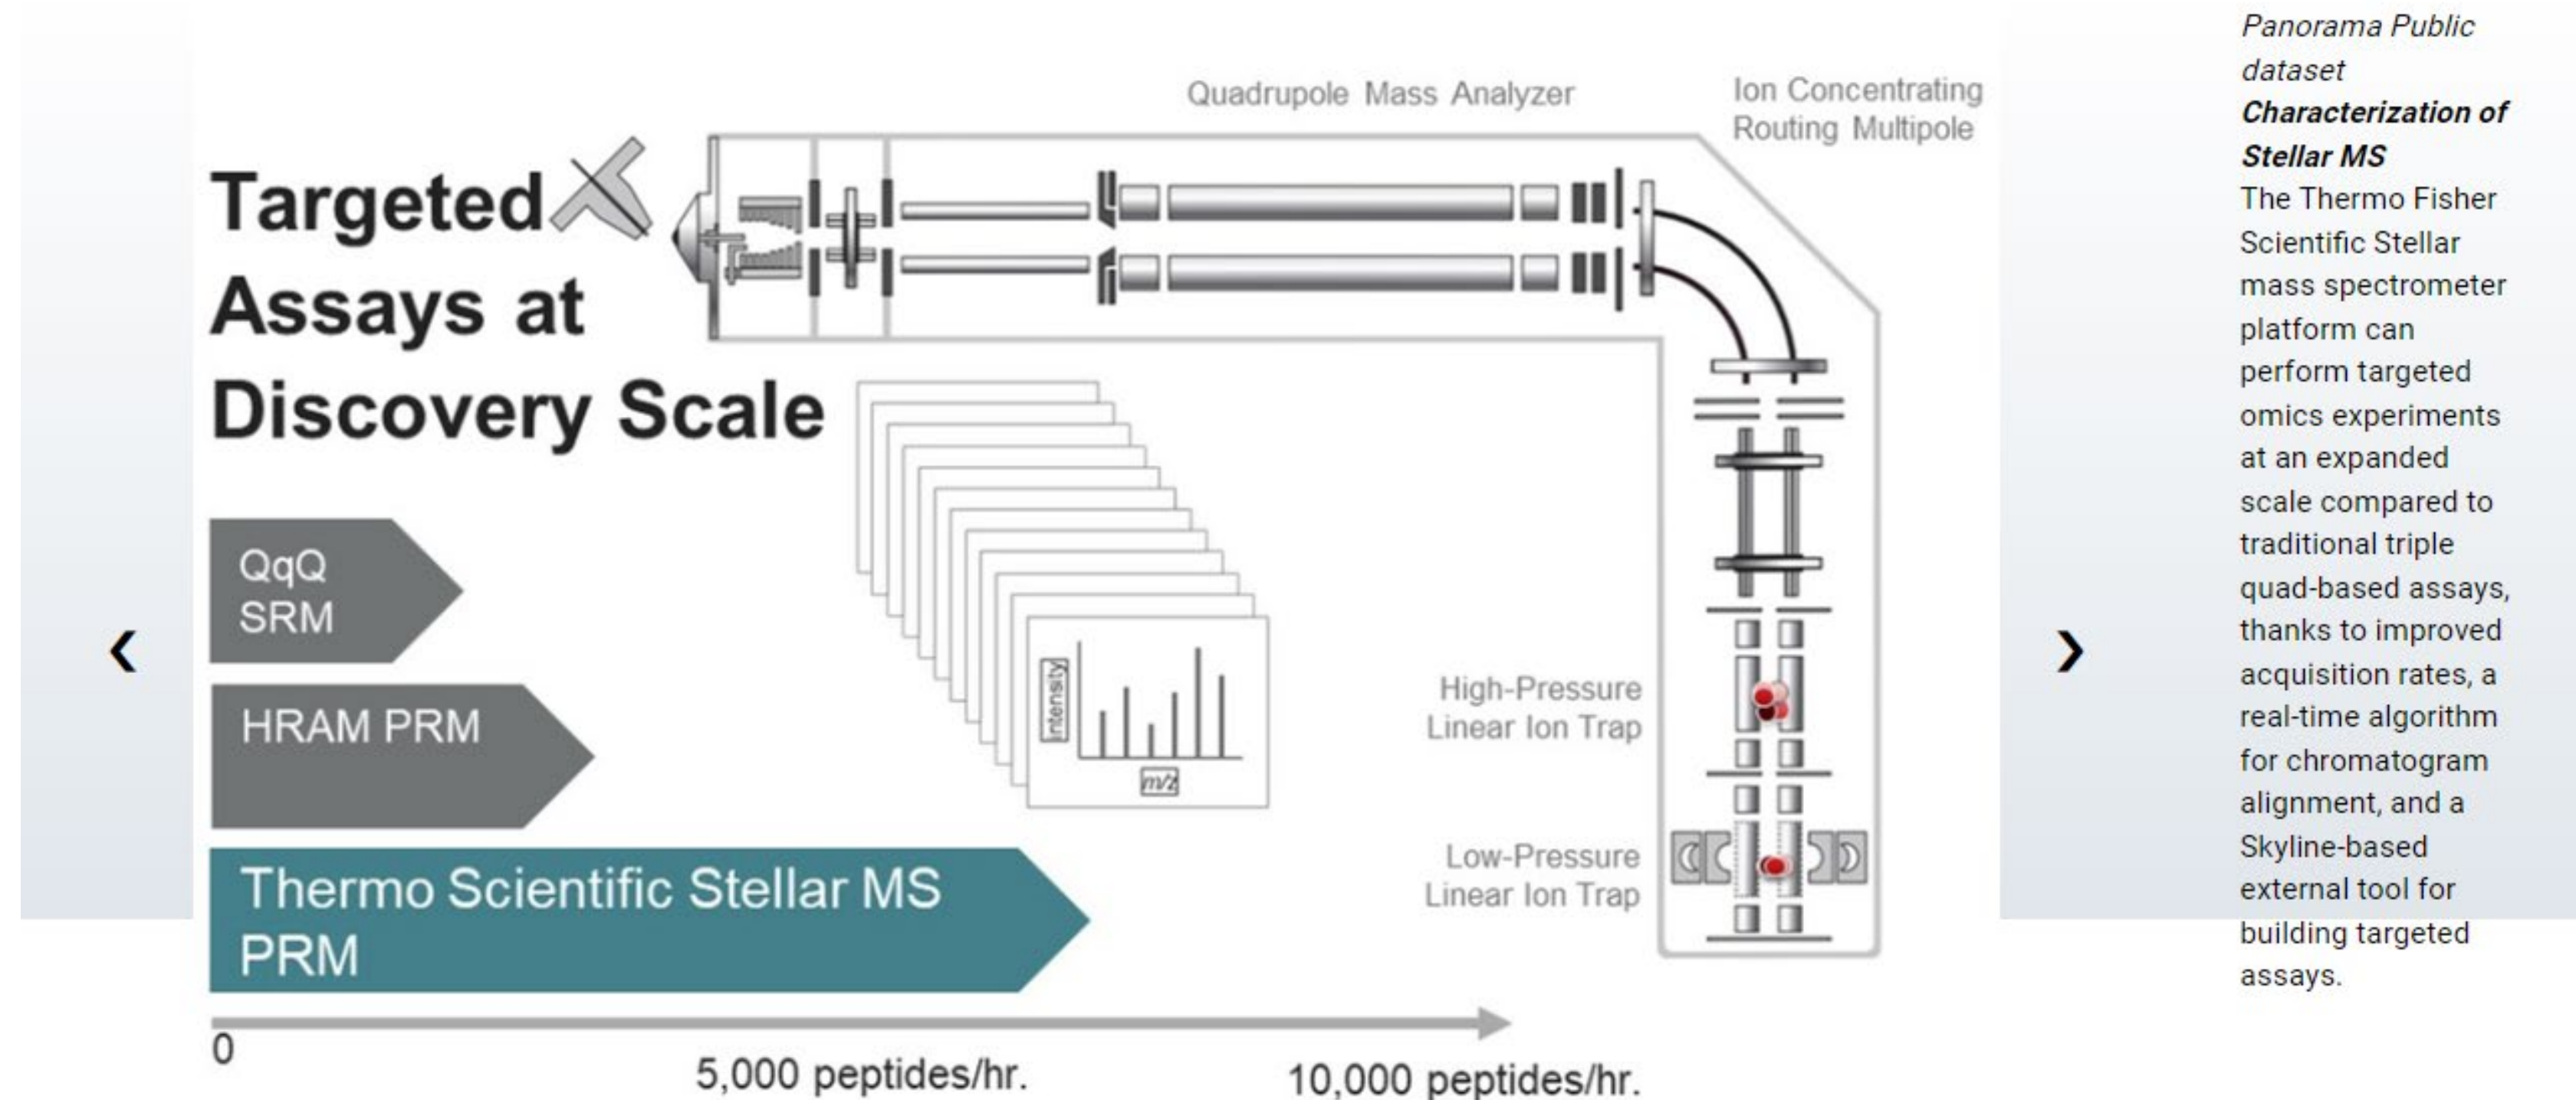 Targeted
Assays at
Discovery Scale
Quadrupole Mass Analyzer
Ion Concentrating
Routing Multipole
QqQ
SRM
HRAM PRM
Thermo Scientific Stellar MS
PRM
intensity
m/z
High-Pressure
Linear Ion Trap
Low-Pressure
Linear Ion Trap
0
5,000 peptides/hr.
10,000 peptides/hr.
Panorama Public
dataset
Characterization of
Stellar MS
The Thermo Fisher
Scientific Stellar
mass spectrometer
platform can
perform targeted
omics experiments
at an expanded
scale compared to
traditional triple
quad-based assays,
thanks to improved
acquisition rates, a
real-time algorithm
for chromatogram
alignment, and a
Skyline-based
external tool for
building targeted
assays.